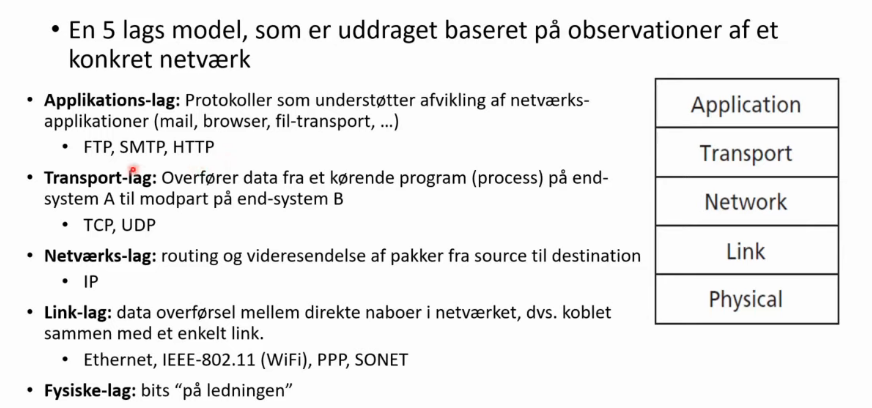 • En 5 lags model, som er uddraget baseret på observationer af et
konkret netværk
• Applikations-lag: Protokoller som understøtter afvikling af netværks-
applikationer (mail, browser, fil-transport, …)
• FTP, SMTP, HTTP
• Transport-lag: Overfører data fra et kørende program (process) på end-
system A til modpart på end-system B
• TCP, UDP
• Netværks-lag: routing og videresendelse af pakker fra source til destination
• IP
• Link-lag: data overførsel mellem direkte naboer i netværket, dvs. koblet
sammen med et enkelt link.
• Ethernet, IEEE-802.11 (WiFi), PPP, SONET
• Fysiske-lag: bits “på ledningen”
Application
Transport
Network
Link
Physical